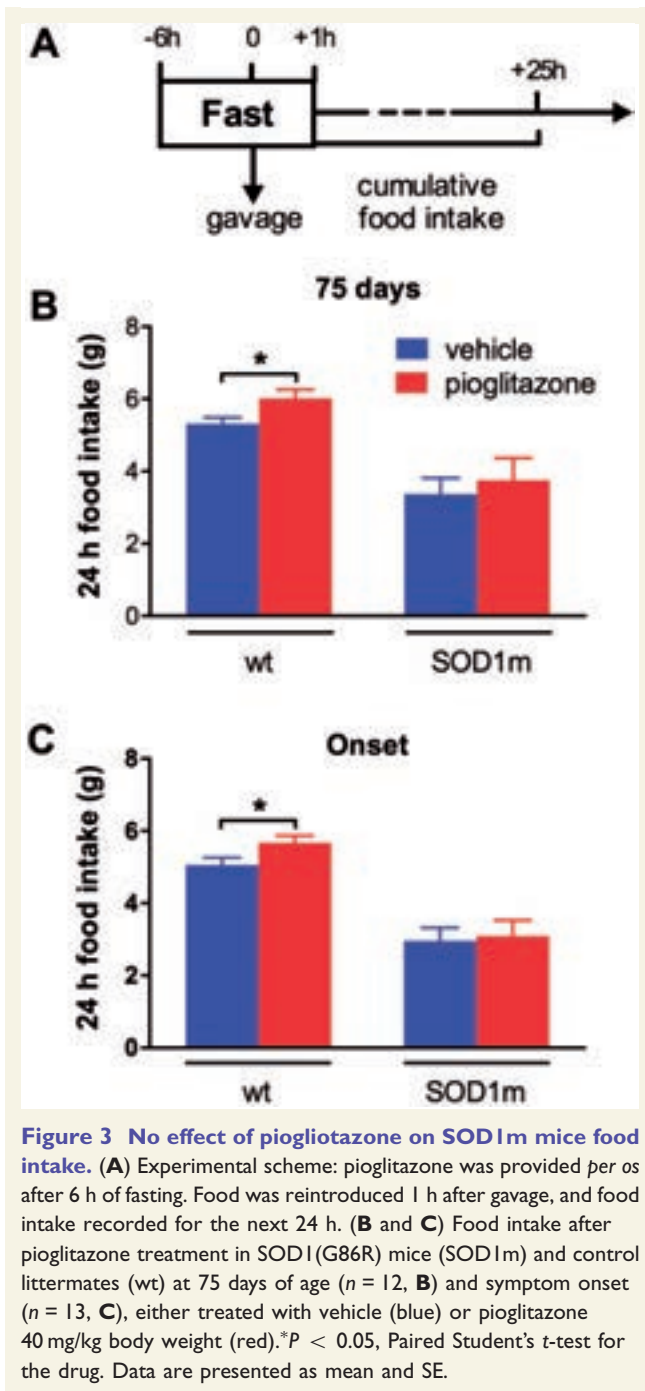 A
-6h 0 +1h
+25h
Fast
gavage
cumulative
food intake
B
75 days
24 h food intake (g)
8
6
4
2
0
*
vehicle
pioglitazone
wt SOD1m
C
Onset
24 h food intake (g)
8
6
4
2
0
*
wt SOD1m
Figure 3 No effect of piogliotazone on SOD1m mice food
intake. (A) Experimental scheme: pioglitazone was provided per os
after 6 h of fasting. Food was reintroduced 1 h after gavage, and food
intake recorded for the next 24 h. (B and C) Food intake after
pioglitazone treatment in SOD1(G86R) mice (SOD1m) and control
littermates (wt) at 75 days of age (n = 12, B) and symptom onset
(n = 13, C), either treated with vehicle (blue) or pioglitazone
40 mg/kg body weight (red).*P < 0.05, Paired Student's t-test for
the drug. Data are presented as mean and SE.